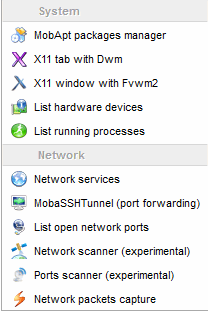 System
MobApt packages manager
X11 tab with Dwm
X11 window with Fvwm2
List hardware devices
List running processes
Network
Network services
MobaSSHTunnel (port forwarding)
List open network ports
Network scanner (experimental)
Ports scanner (experimental)
Network packets capture